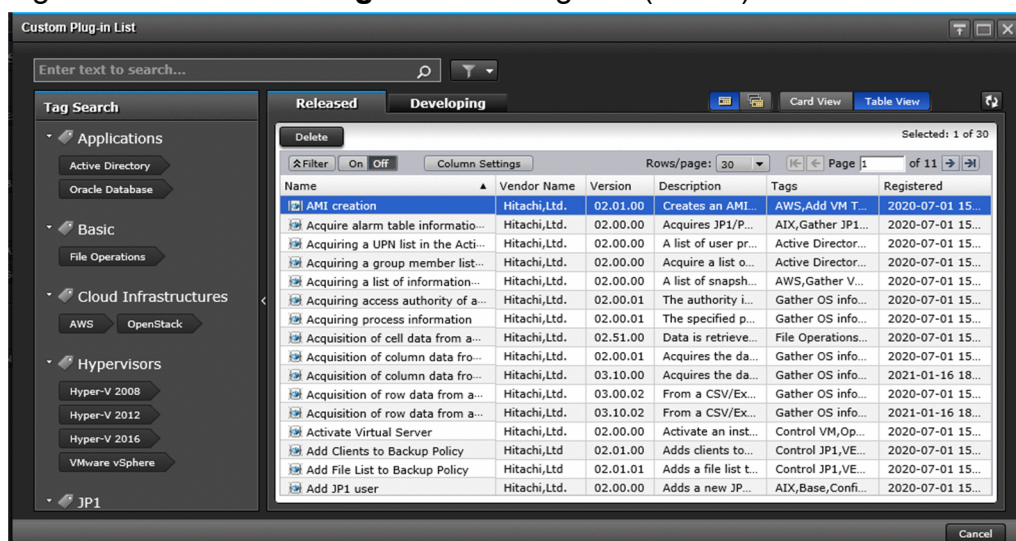 Custom Plug-in List
Enter text to search...
Tag Search
Applications
Active Directory
Oracle Database
Basic
File Operations
Cloud Infrastructures
AWS OpenStack
Hypervisors
Hyper-V 2008
Hyper-V 2012
Hyper-V 2016
VMware vSphere
JP1
Released Developing Card View Table View
Delete Selected: 1 of 30
Filter On Off Column Settings Rows/page: 30 Page 1 of 11
Name Vendor Name Version Description Tags Registered
AMI creation Hitachi,Ltd. 02.01.00 Creates an AMI... AWS,Add VM T... 2020-07-01 15...
Acquire alarm table informatio... Hitachi,Ltd. 02.00.00 Acquires JP1/P... AIX,Gather JP1... 2020-07-01 15...
Acquiring a UPN list in the Acti... Hitachi,Ltd. 02.00.00 A list of user pr... Active Director... 2020-07-01 15...
Acquiring a group member list... Hitachi,Ltd. 02.00.00 Acquire a list o... Active Director... 2020-07-01 15...
Acquiring a list of information... Hitachi,Ltd. 02.00.00 A list of snapsh... AWS,Gather V... 2020-07-01 15...
Acquiring access authority of a... Hitachi,Ltd. 02.00.01 The authority i... Gather OS info... 2020-07-01 15...
Acquiring process information Hitachi,Ltd. 02.00.01 The specified p... Gather OS info... 2020-07-01 15...
Acquisition of cell data from a... Hitachi,Ltd. 02.51.00 Data is retrieve... File Operations... 2020-07-01 15...
Acquisition of column data fro... Hitachi,Ltd. 02.00.01 Acquires the da... Gather OS info... 2020-07-01 15...
Acquisition of column data fro... Hitachi,Ltd. 03.10.00 Acquires the da... Gather OS info... 2021-01-16 18...
Acquisition of row data from a... Hitachi,Ltd. 03.00.02 From a CSV/Ex... Gather OS info... 2020-07-01 15...
Acquisition of row data from a... Hitachi,Ltd. 03.10.02 From a CSV/Ex... Gather OS info... 2021-01-16 18...
Activate Virtual Server Hitachi,Ltd. 02.00.00 Activate an inst... Control VM,Op... 2020-07-01 15...
Add Clients to Backup Policy Hitachi,Ltd 02.01.00 Adds clients to... Control JP1,VE... 2020-07-01 15...
Add File List to Backup Policy Hitachi,Ltd. 02.01.01 Adds a file list t... Control JP1,VE... 2020-07-01 15...
Add JP1 user Hitachi,Ltd. 02.00.00 Adds a new JP... AIX,Base,Confi... 2020-07-01 15...
Cancel